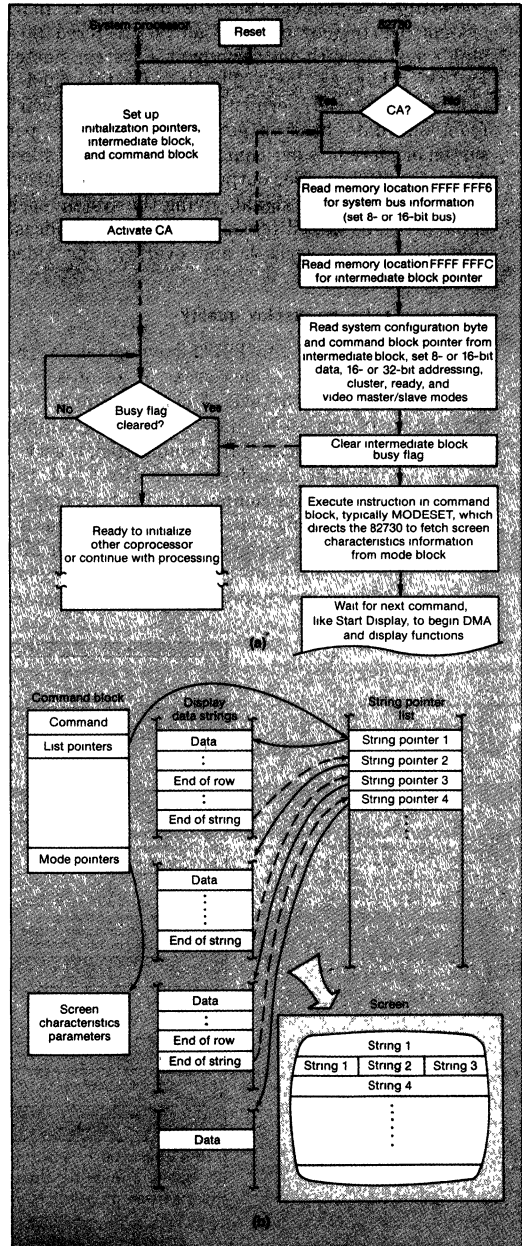 System processor
Reset
82730
Set up
initialization pointers,
intermediate block,
and command block
Activate CA
Yes
CA?
No
Read memory location FFFF FFF6
for system bus information
(set 8- or 16-bit bus)
Read memory location FFFF FFFC
for intermediate block pointer
Read system configuration byte
and command block pointer from
intermediate block, set 8- or 16-bit
data, 16- or 32-bit addressing,
cluster, ready, and
video master/slave modes
No
Busy flag
cleared?
Yes
Clear intermediate block
busy flag
Ready to initialize
other coprocessor
or continue with processing
Execute instruction in command
block, typically MODESET, which
directs the 82730 to fetch screen
characteristics information
from mode block
Wait for next command,
like Start Display, to begin DMA
and display functions
(a)
Command block
Command
List pointers
Mode pointers
Screen
characteristics
parameters
Display
data strings
Data
End of row
End of string
Data
End of string
Data
End of row
End of string
Data
String pointer
list
String pointer 1
String pointer 2
String pointer 3
String pointer 4
Screen
String 1
String 1 String 2 String 3
String 4
(b)